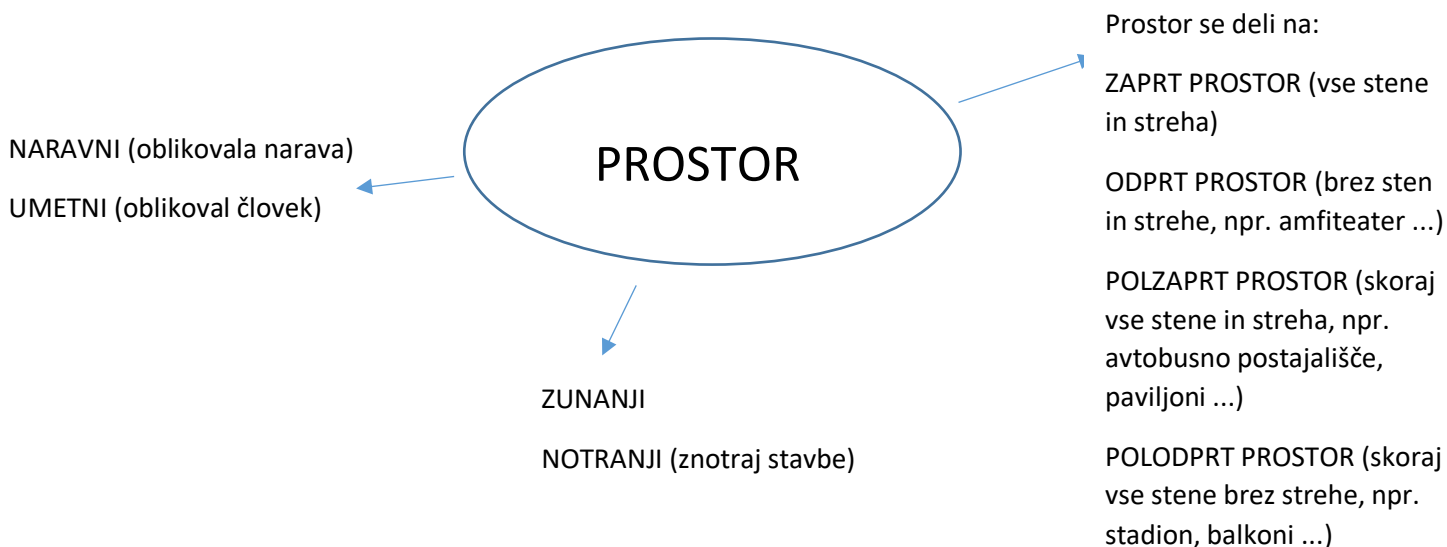 PROSTOR
NARAVNI (oblikovala narava)
UMETNI (oblikoval človek)
ZUNANJI
NOTRANJI (znotraj stavbe)
Prostor se deli na:
ZAPRT PROSTOR (vse stene
in streha)
ODPRT PROSTOR (brez sten
in strehe, npr. amfiteater ...)
POLZAPRT PROSTOR (skoraj
vse stene in streha, npr.
avtobusno postajališče,
paviljoni ...)
POLODPRT PROSTOR (skoraj
vse stene brez strehe, npr.
stadion, balkoni ...)